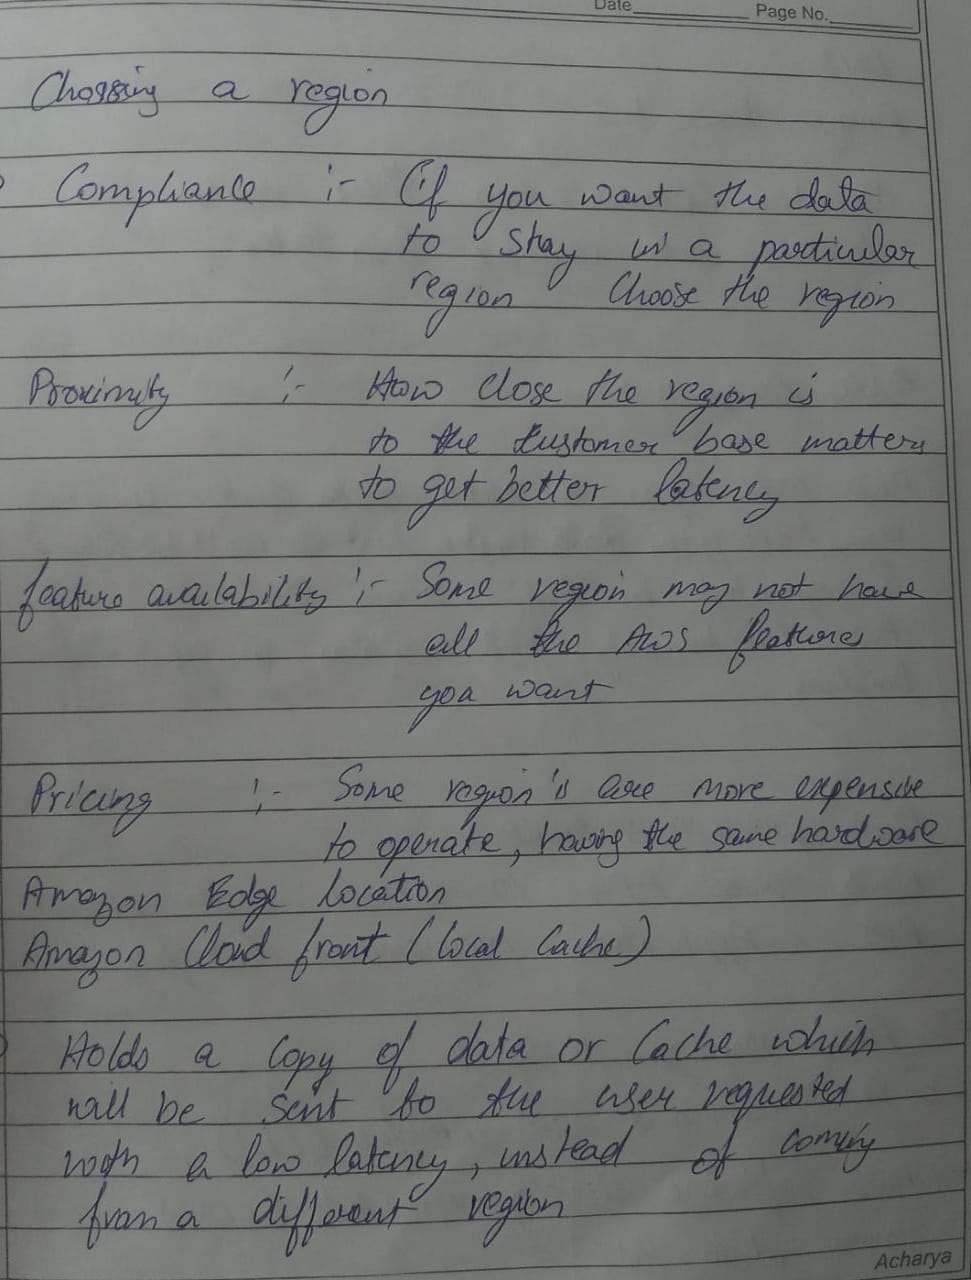 Date Page No.
Chossing a region
Compliance :- If you want the data
to stay in a particular
region Choose the region
Proximity :- How close the region is
to the customer base matters
to get better latency
feature availability :- Some region may not have
all the AWS features
you want
Pricing :- Some region's are more expensive
to operate, having the same hardware
Amazon Edge location
Amazon Cloud front (local Cache)
Holds a copy of data or Cache which
will be sent to the user requested
with a low latency, instead of coming
from a different region
Acharya